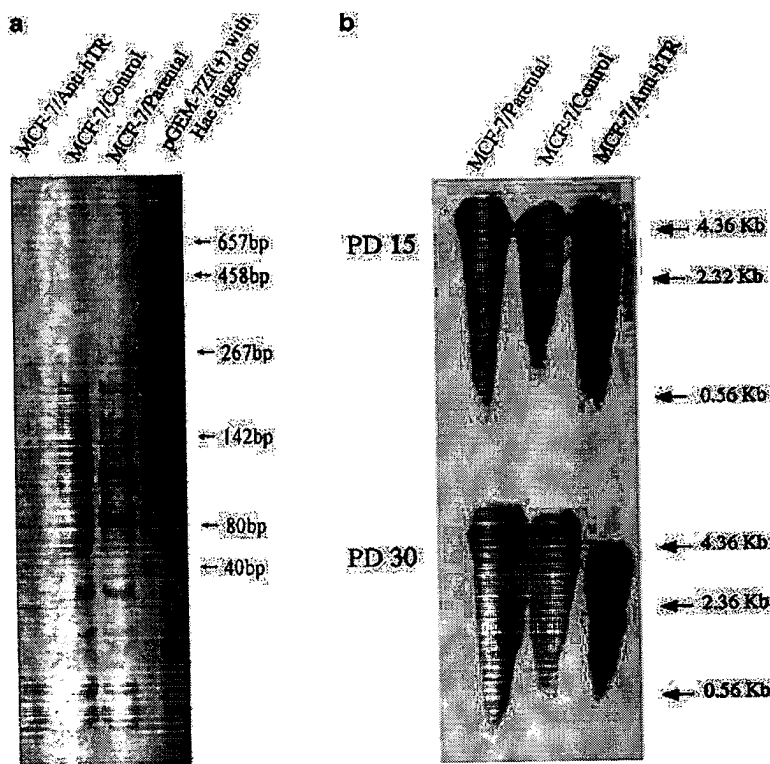 a
MCF-7/Anti-hTR
MCF-7/Control
MCF-7/Parental
pGEM-7Zf(+) with
Hae digestion
657bp
458bp
267bp
142bp
80bp
40bp
b
MCF-7/Parental
MCF-7/Control
MCF-7/Anti-hTR
PD 15
4.36 Kb
2.32 Kb
0.56 Kb
PD 30
4.36 Kb
2.36 Kb
0.56 Kb